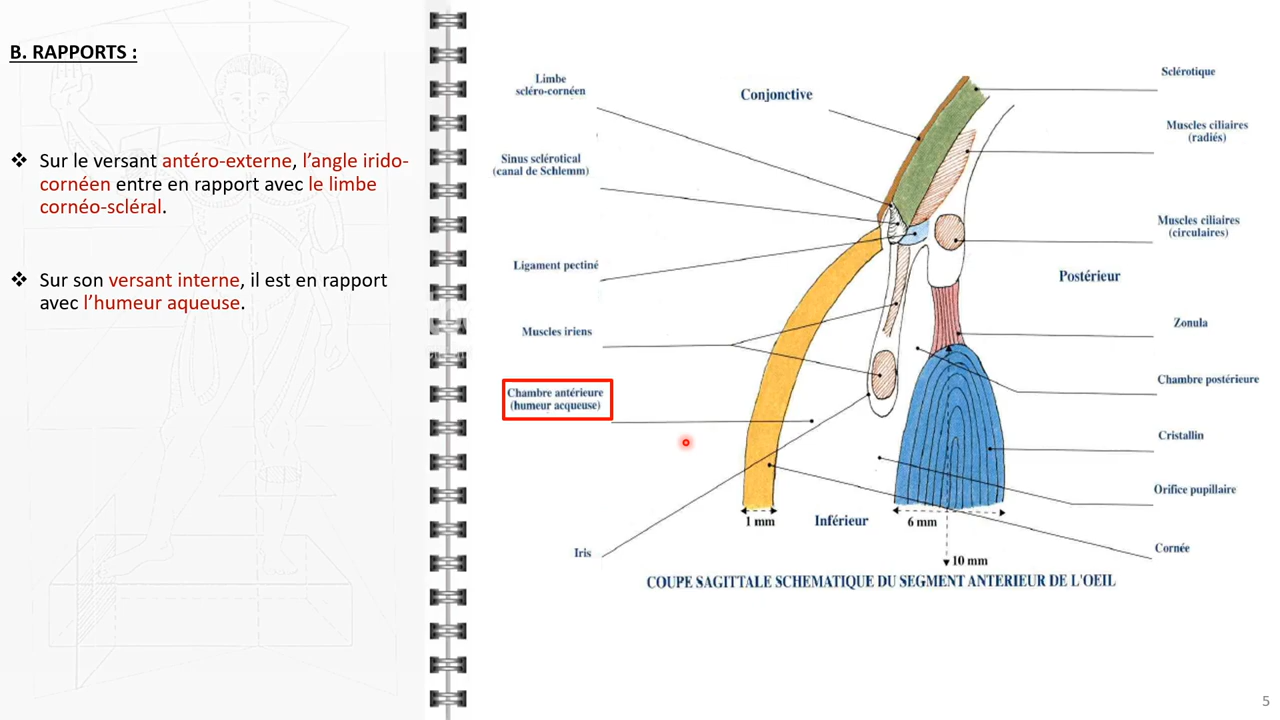 B. RAPPORTS :
❖ Sur le versant antéro-externe, l’angle irido-
cornéen entre en rapport avec le limbe
cornéo-scléral.
❖ Sur son versant interne, il est en rapport
avec l’humeur aqueuse.
Limbe
scléro-cornéen
Conjonctive
Sclérotique
Muscles ciliaires
(radiés)
Sinus sclérotical
(canal de Schlemm)
Muscles ciliaires
(circulaires)
Ligament pectiné
Postérieur
Muscles iriens
Zonula
Chambre antérieure
(humeur acqueuse)
Chambre postérieure
Cristallin
Orifice pupillaire
1 mm
Inférieur
6 mm
Iris
Cornée
10 mm
COUPE SAGITTALE SCHEMATIQUE DU SEGMENT ANTERIEUR DE L'OEIL
5